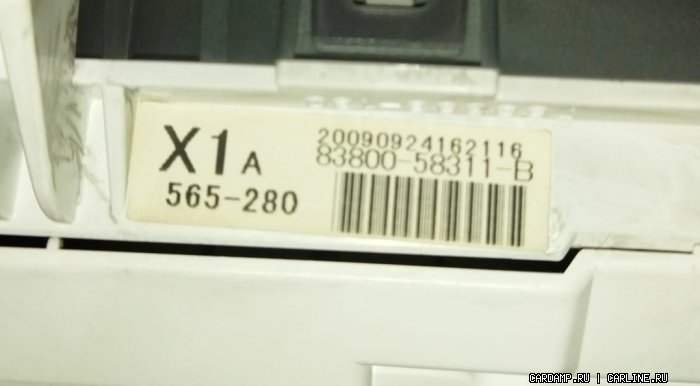 X1A
565-280
20090924162116
83800-58311-B
CARDAMP.RU | CARLINE.RU